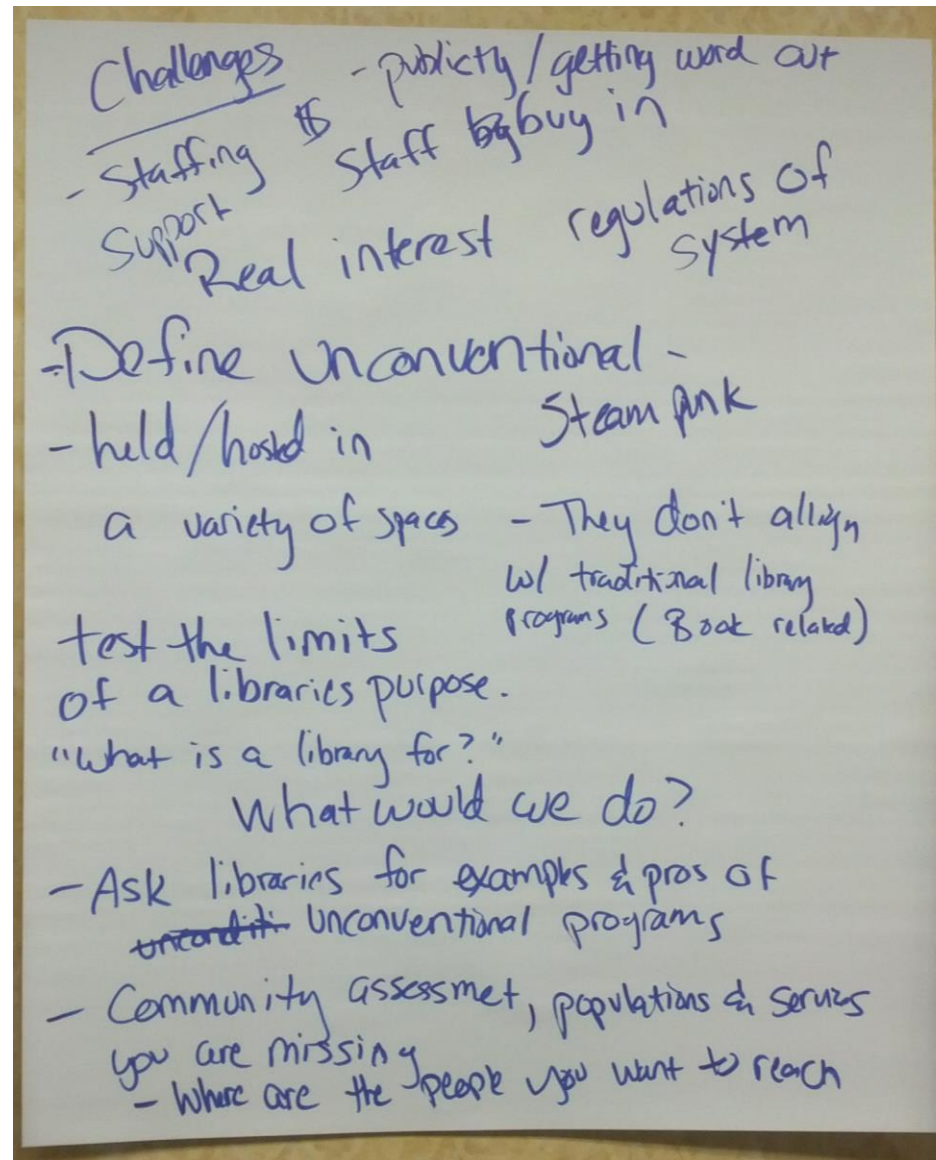 Challenges - publicty/getting word out
- Staffing $ Staff buy in
Support
Real interest regulations of
system
- Define unconventional -
Steam punk
- held/hosted in
a variety of spaces - They don't allign
w/ traditional library
programs (Book related)
test the limits
of a libraries purpose.
"What is a library for?"
What would we do?
- Ask libraries for examples & pros of
unconditi unconventional programs
- Community assessmet, populations & servies
you are missing
- Where are the people you want to reach